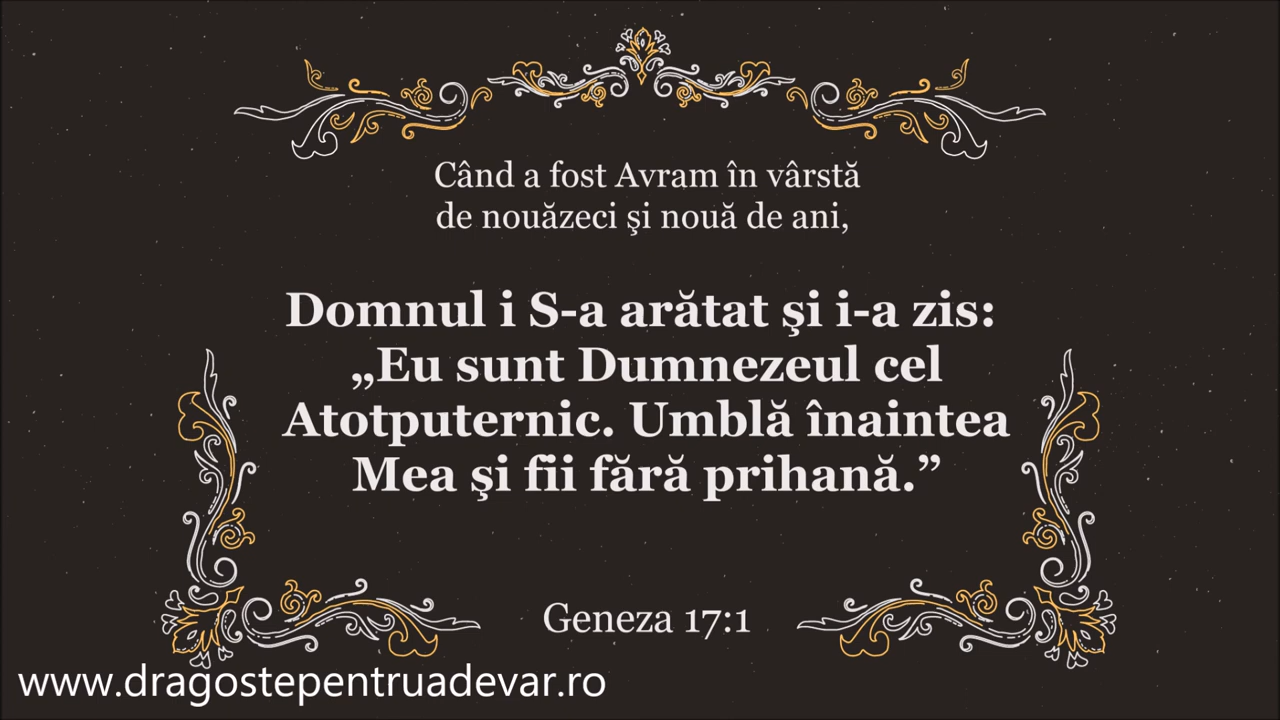 Când a fost Avram în vârstă
de nouăzeci şi nouă de ani,
Domnul i S-a arătat şi i-a zis:
„Eu sunt Dumnezeul cel
Atotputernic. Umblă înaintea
Mea şi fii fără prihană.”
Geneza 17:1
www.dragostepentruadevar.ro